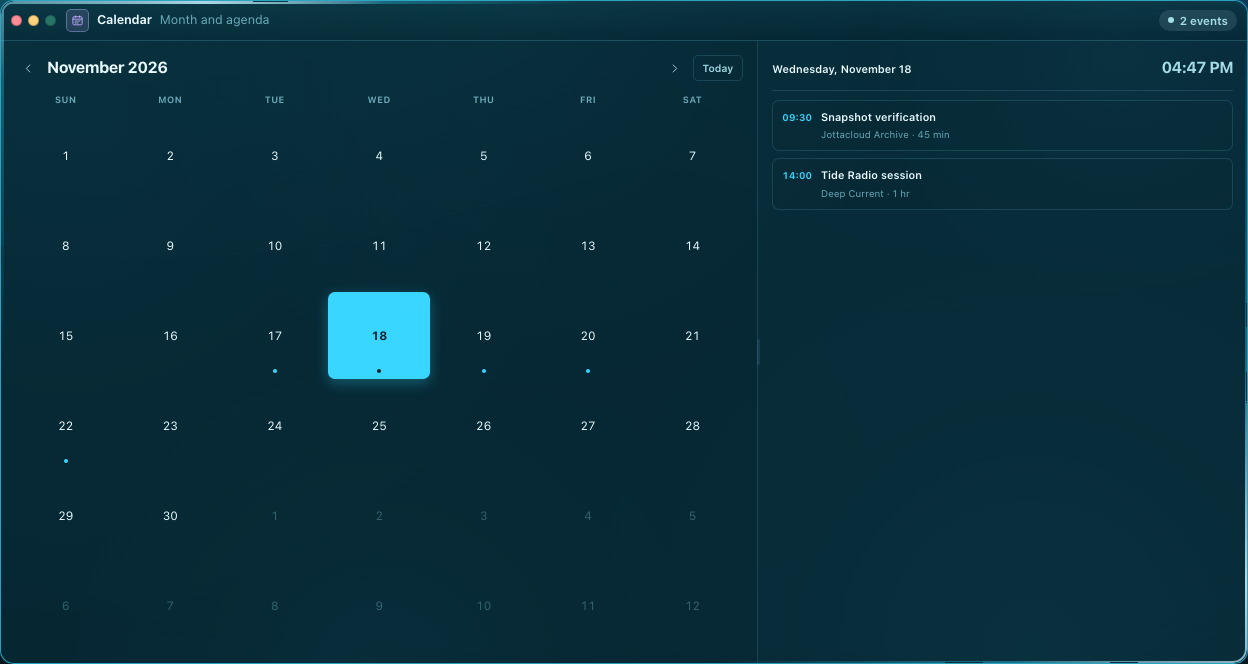 Calendar Month and agenda
2 events
November 2026
Today
SUN MON TUE WED THU FRI SAT
1 2 3 4 5 6 7
8 9 10 11 12 13 14
15 16 17 18 19 20 21
22 23 24 25 26 27 28
29 30 1 2 3 4 5
6 7 8 9 10 11 12
Wednesday, November 18 04:47 PM
09:30 Snapshot verification
Jottacloud Archive · 45 min
14:00 Tide Radio session
Deep Current · 1 hr